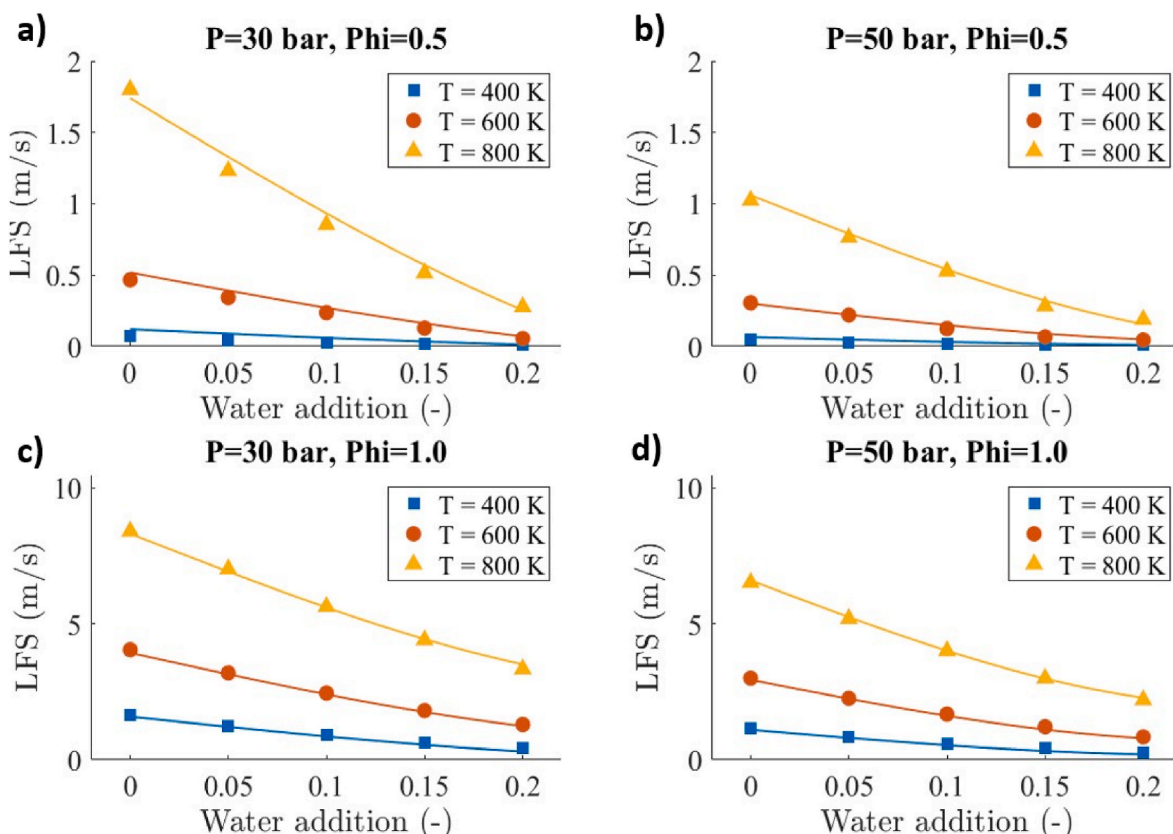 a)
P=30 bar, Phi=0.5
LFS (m/s)
2
1.5
1
0.5
0
T = 400 K
T = 600 K
T = 800 K
0 0.05 0.1 0.15 0.2
Water addition (-)
b)
P=50 bar, Phi=0.5
LFS (m/s)
2
1.5
1
0.5
0
T = 400 K
T = 600 K
T = 800 K
0 0.05 0.1 0.15 0.2
Water addition (-)
c)
P=30 bar, Phi=1.0
LFS (m/s)
10
5
0
T = 400 K
T = 600 K
T = 800 K
0 0.05 0.1 0.15 0.2
Water addition (-)
d)
P=50 bar, Phi=1.0
LFS (m/s)
10
5
0
T = 400 K
T = 600 K
T = 800 K
0 0.05 0.1 0.15 0.2
Water addition (-)